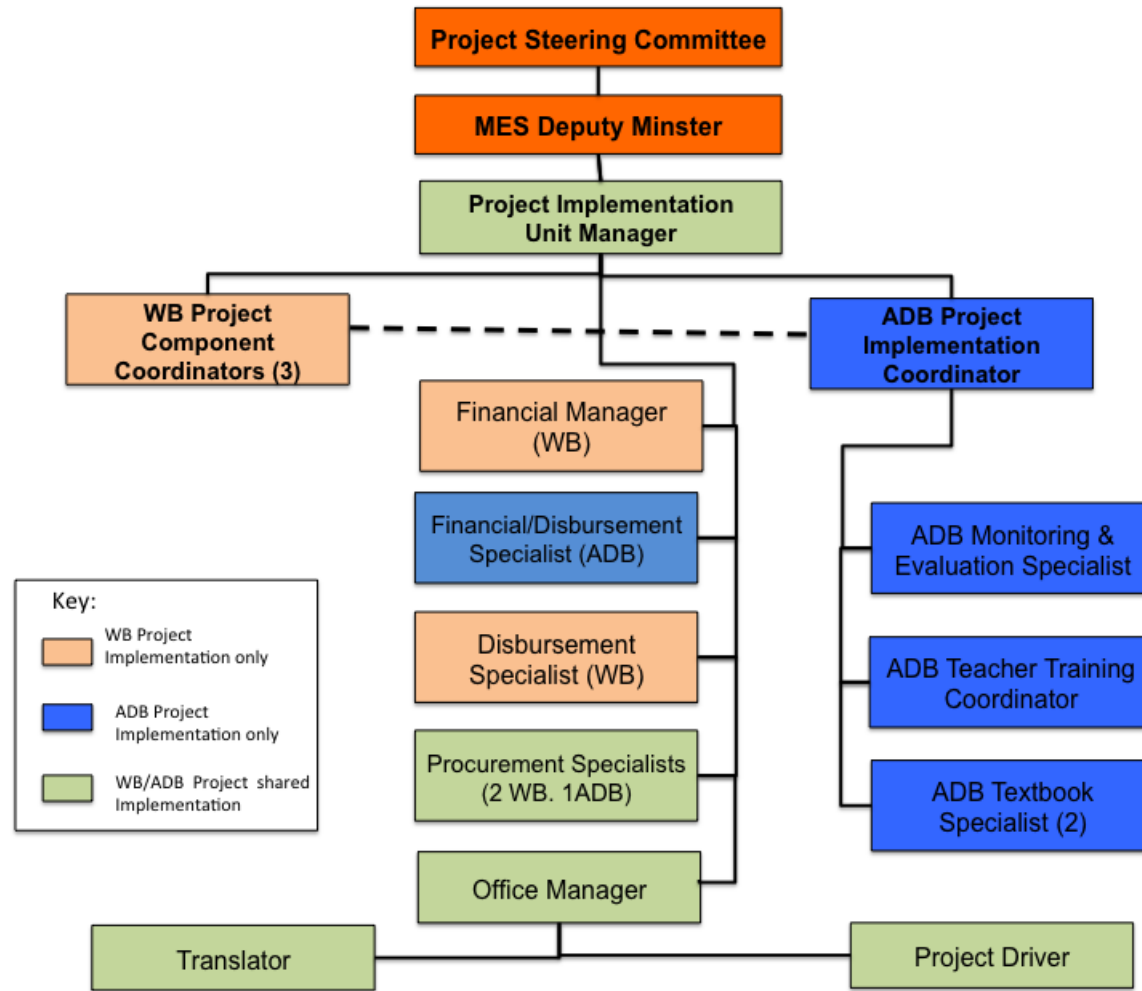 Project Steering Committee
MES Deputy Minster
Project Implementation
Unit Manager
WB Project
Component
Coordinators (3)
ADB Project
Implementation
Coordinator
Financial Manager
(WB)
Financial/Disbursement
Specialist (ADB)
Disbursement
Specialist (WB)
Procurement Specialists
(2 WB. 1ADB)
Office Manager
ADB Monitoring &
Evaluation Specialist
ADB Teacher Training
Coordinator
ADB Textbook
Specialist (2)
Translator
Project Driver
Key:
WB Project
Implementation only
ADB Project
Implementation only
WB/ADB Project shared
Implementation